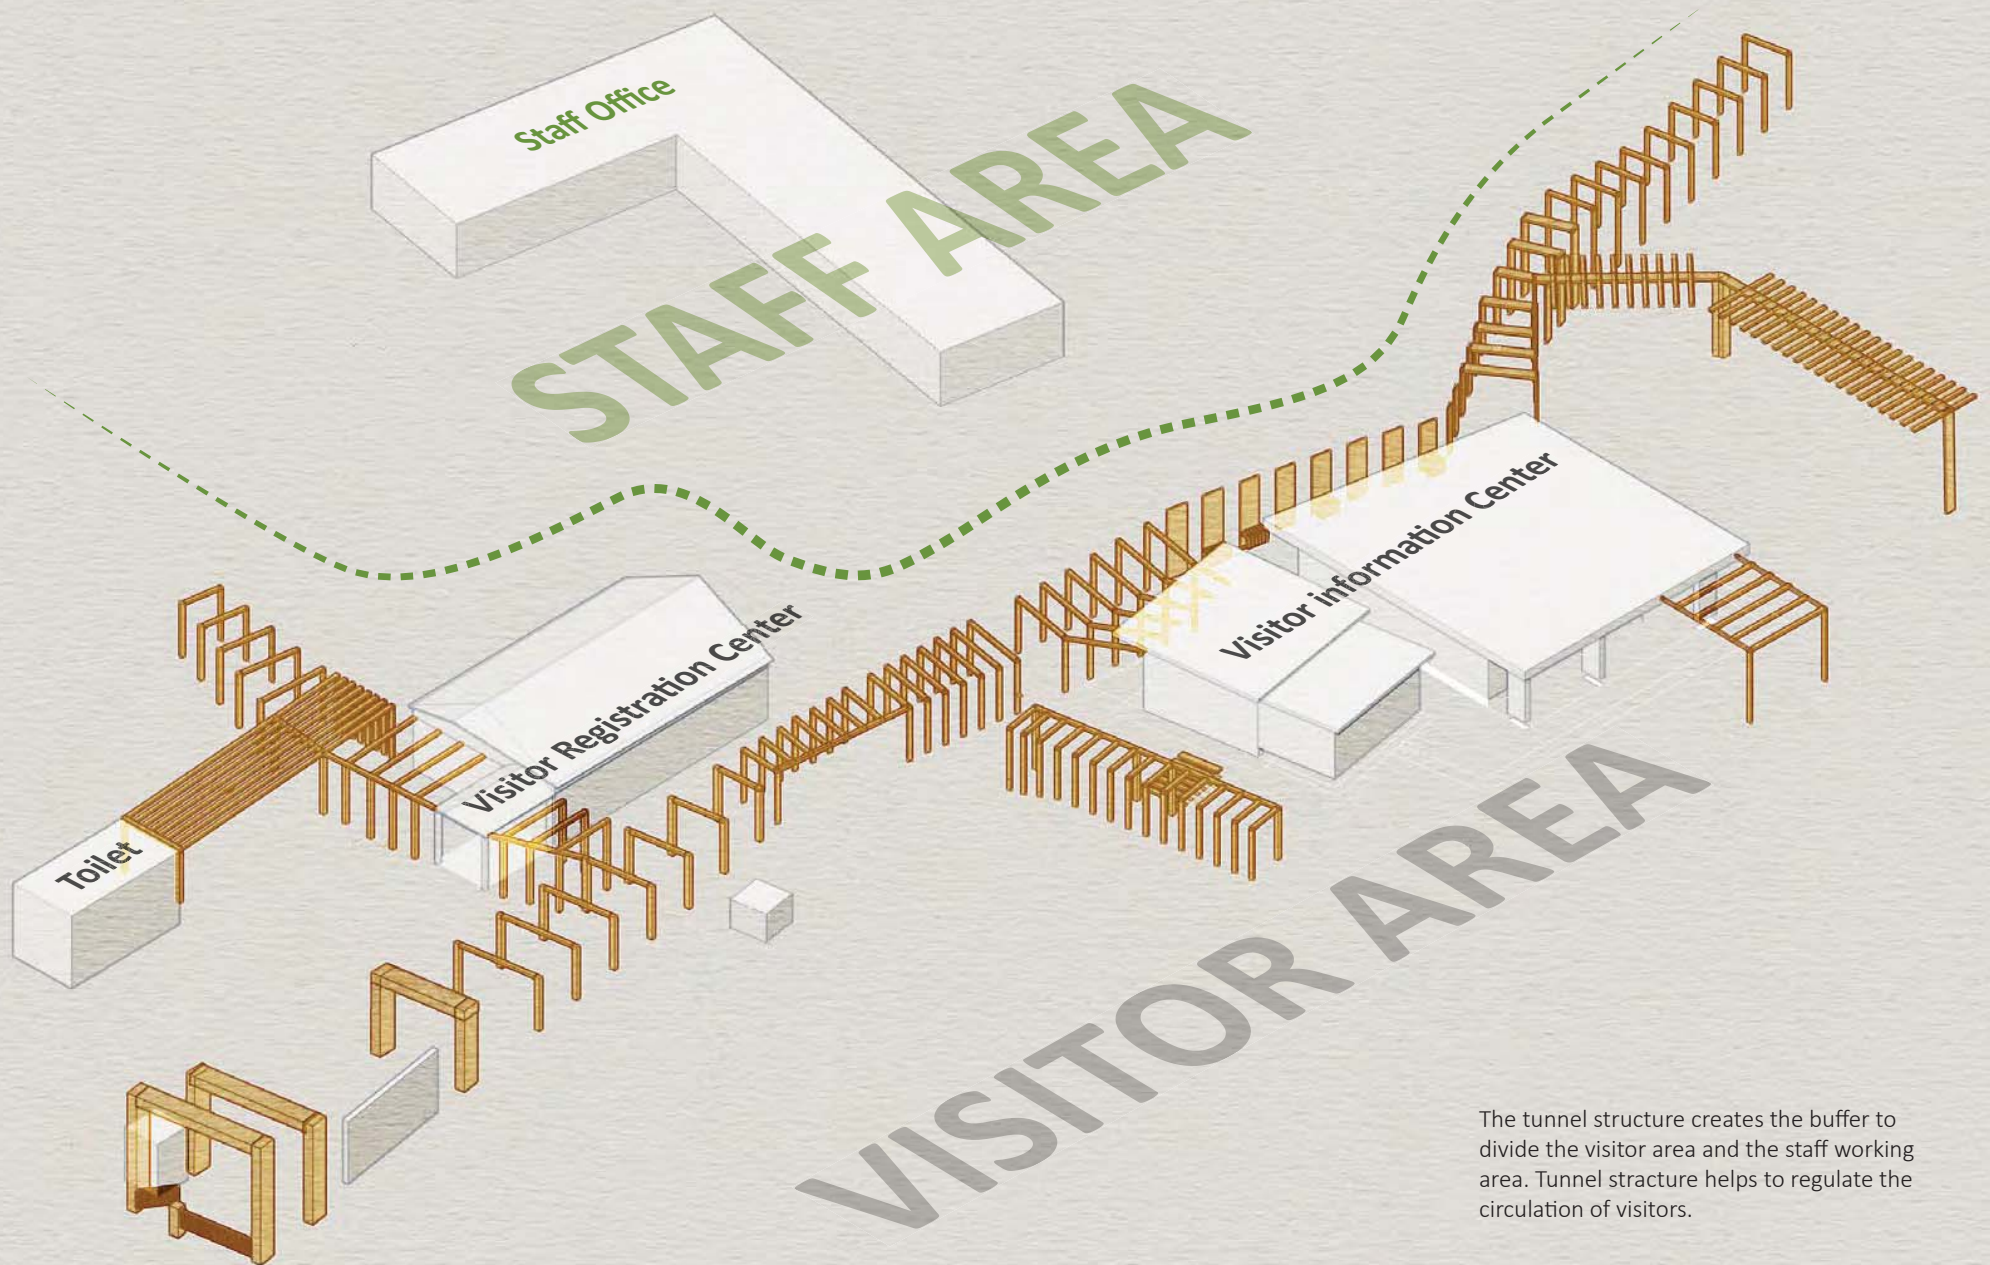 Staff Office
STAFF AREA
Visitor information Center
Visitor Registration Center
Toilet
VISITOR AREA
The tunnel structure creates the buffer to
divide the visitor area and the staff working
area. Tunnel stracture helps to regulate the
circulation of visitors.